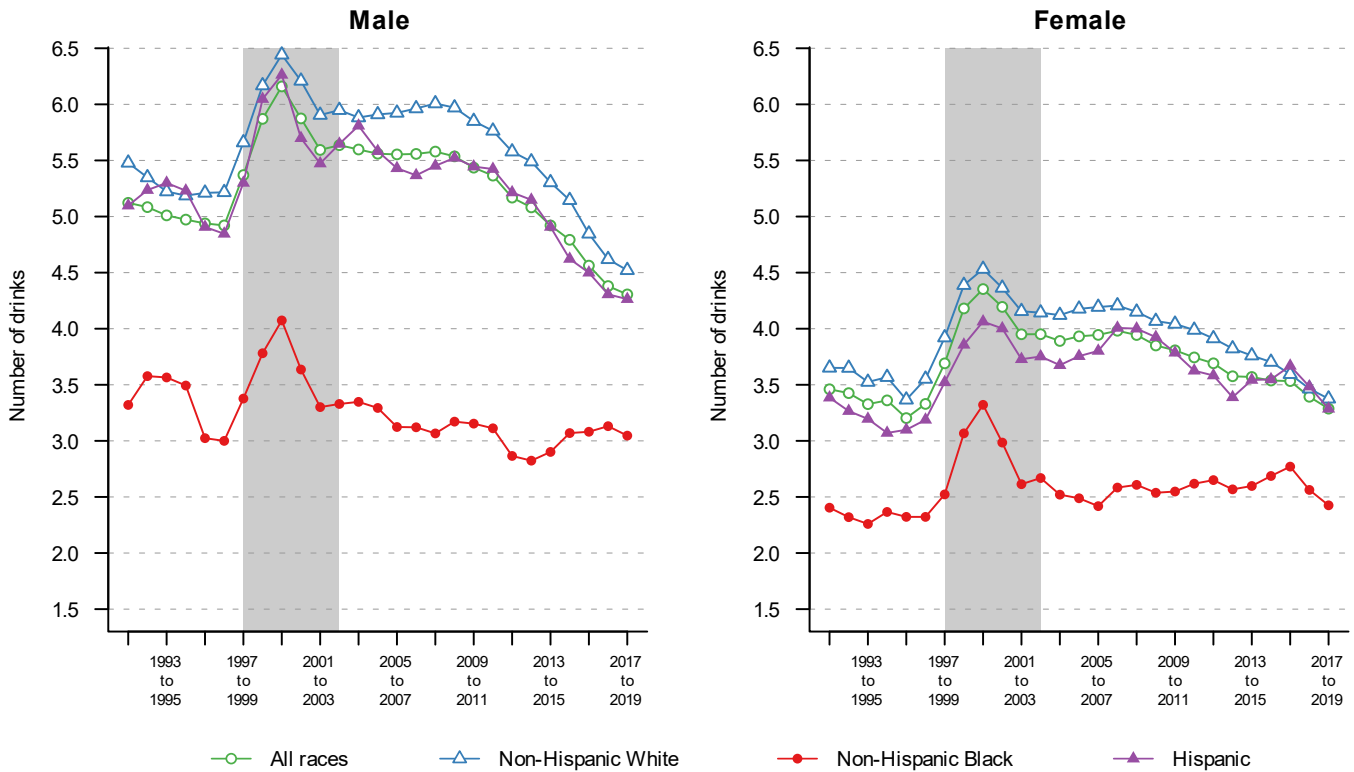 Male
Number of drinks
6.5
6.0
5.5
5.0
4.5
4.0
3.5
3.0
2.5
2.0
1.5
1993 to 1995
1997 to 1999
2001 to 2003
2005 to 2007
2009 to 2011
2013 to 2015
2017 to 2019
Female
Number of drinks
6.5
6.0
5.5
5.0
4.5
4.0
3.5
3.0
2.5
2.0
1.5
1993 to 1995
1997 to 1999
2001 to 2003
2005 to 2007
2009 to 2011
2013 to 2015
2017 to 2019
All races
Non-Hispanic White
Non-Hispanic Black
Hispanic